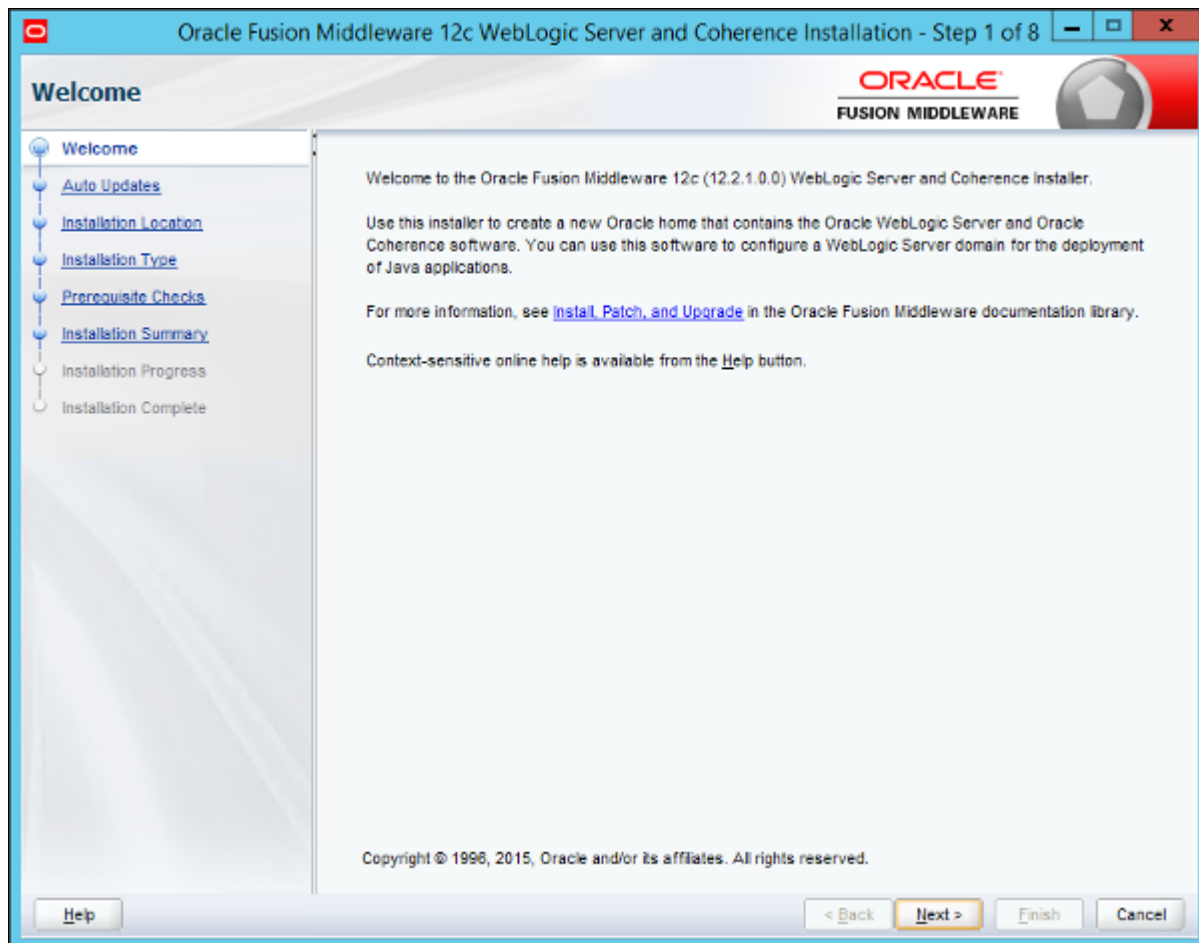 Oracle Fusion Middleware 12c WebLogic Server and Coherence Installation - Step 1 of 8
Welcome
ORACLE
FUSION MIDDLEWARE
Welcome
Auto Updates
Installation Location
Installation Type
Prerequisite Checks
Installation Summary
Installation Progress
Installation Complete
Welcome to the Oracle Fusion Middleware 12c (12.2.1.0.0) WebLogic Server and Coherence Installer.
Use this installer to create a new Oracle home that contains the Oracle WebLogic Server and Oracle
Coherence software. You can use this software to configure a WebLogic Server domain for the deployment
of Java applications.
For more information, see Install, Patch, and Upgrade in the Oracle Fusion Middleware documentation library.
Context-sensitive online help is available from the Help button.
Copyright © 1996, 2015, Oracle and/or its affiliates. All rights reserved.
Help
< Back
Next >
Finish
Cancel